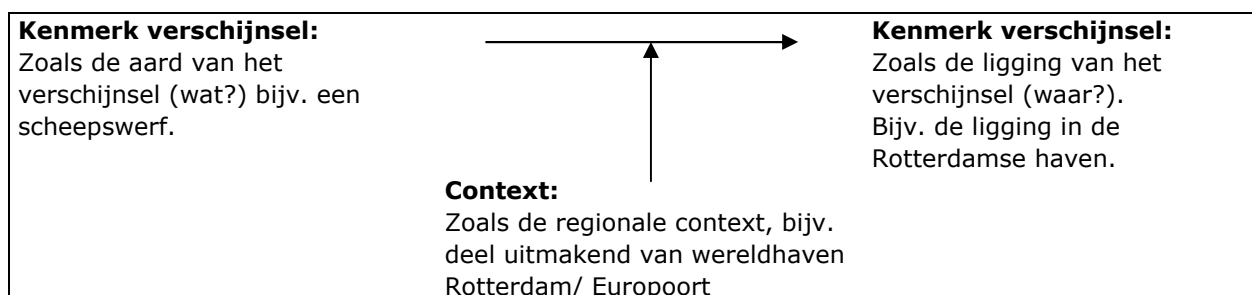 Kenmerk verschijnsel:
Zoals de aard van het
verschijnsel (wat?) bijv. een
scheepswerf.
Kenmerk verschijnsel:
Zoals de ligging van het
verschijnsel (waar?).
Bijv. de ligging in de
Rotterdamse haven.
Context:
Zoals de regionale context, bijv.
deel uitmakend van wereldhaven
Rotterdam/ Europoort